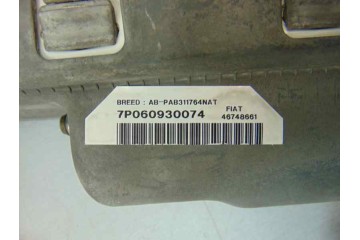 BREED : AB-PAB311764NAT
7P060930074 FIAT
46748661